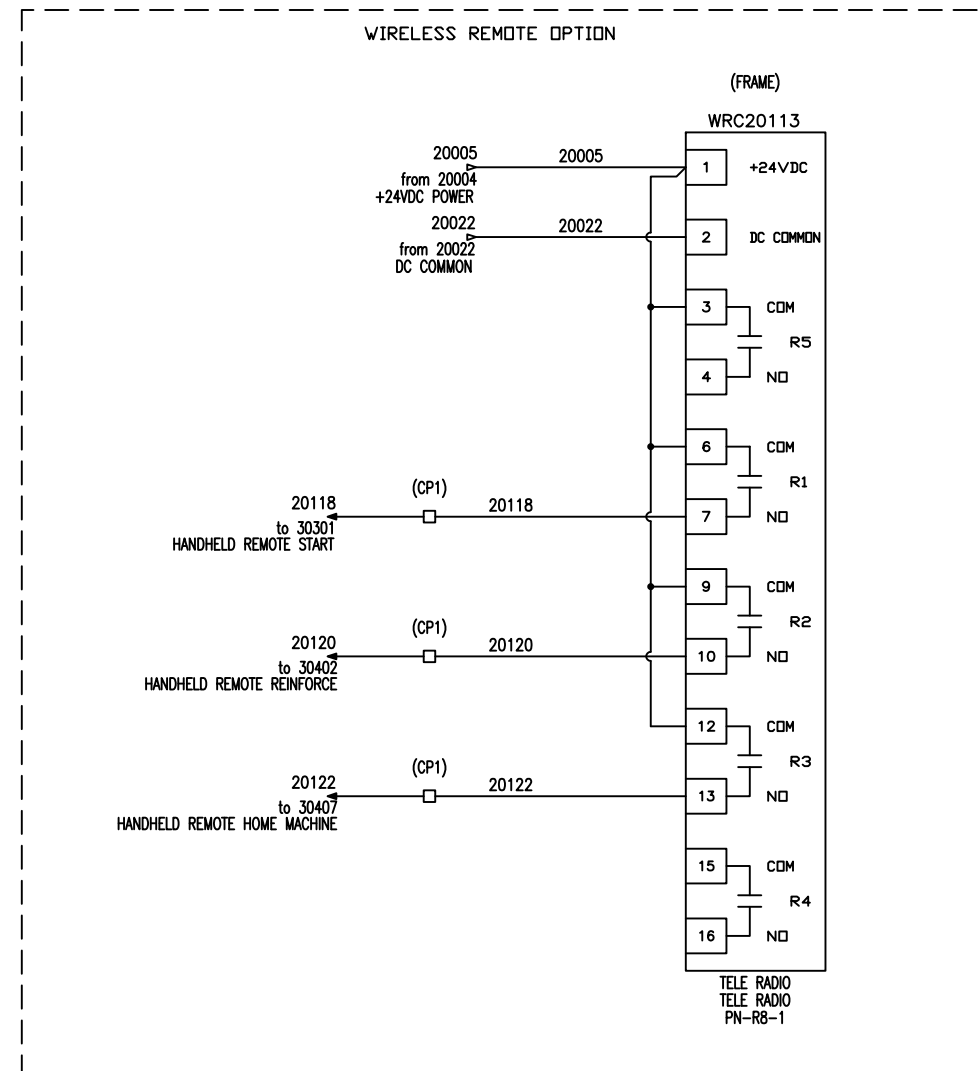 WIRELESS REMOTE OPTION
(FRAME)
WRC20113
20005
20005
1
+24VDC
from 20004
+24VDC POWER
20022
20022
2
DC COMMON
from 20022
DC COMMON
3
COM
R5
4
NO
6
COM
R1
(CP1)
20118
20118
7
NO
to 30301
HANDHELD REMOTE START
9
COM
R2
(CP1)
20120
20120
10
NO
to 30402
HANDHELD REMOTE REINFORCE
12
COM
R3
(CP1)
20122
20122
13
NO
to 30407
HANDHELD REMOTE HOME MACHINE
15
COM
R4
16
NO
TELE RADIO
TELE RADIO
PN-R8-1